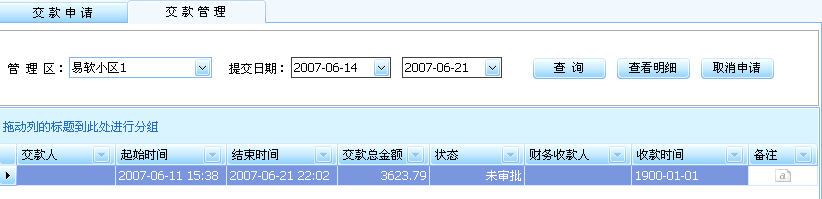 交款申请 交款管理
管 理 区： 易软小区1 提交日期： 2007-06-14 2007-06-21 查 询 查看明细 取消申请
拖动列的标题到此处进行分组
交款人 起始时间 结束时间 交款总金额 状态 财务收款人 收款时间 备注
2007-06-11 15:38 2007-06-21 22:02 3623.79 未审批 1900-01-01 a